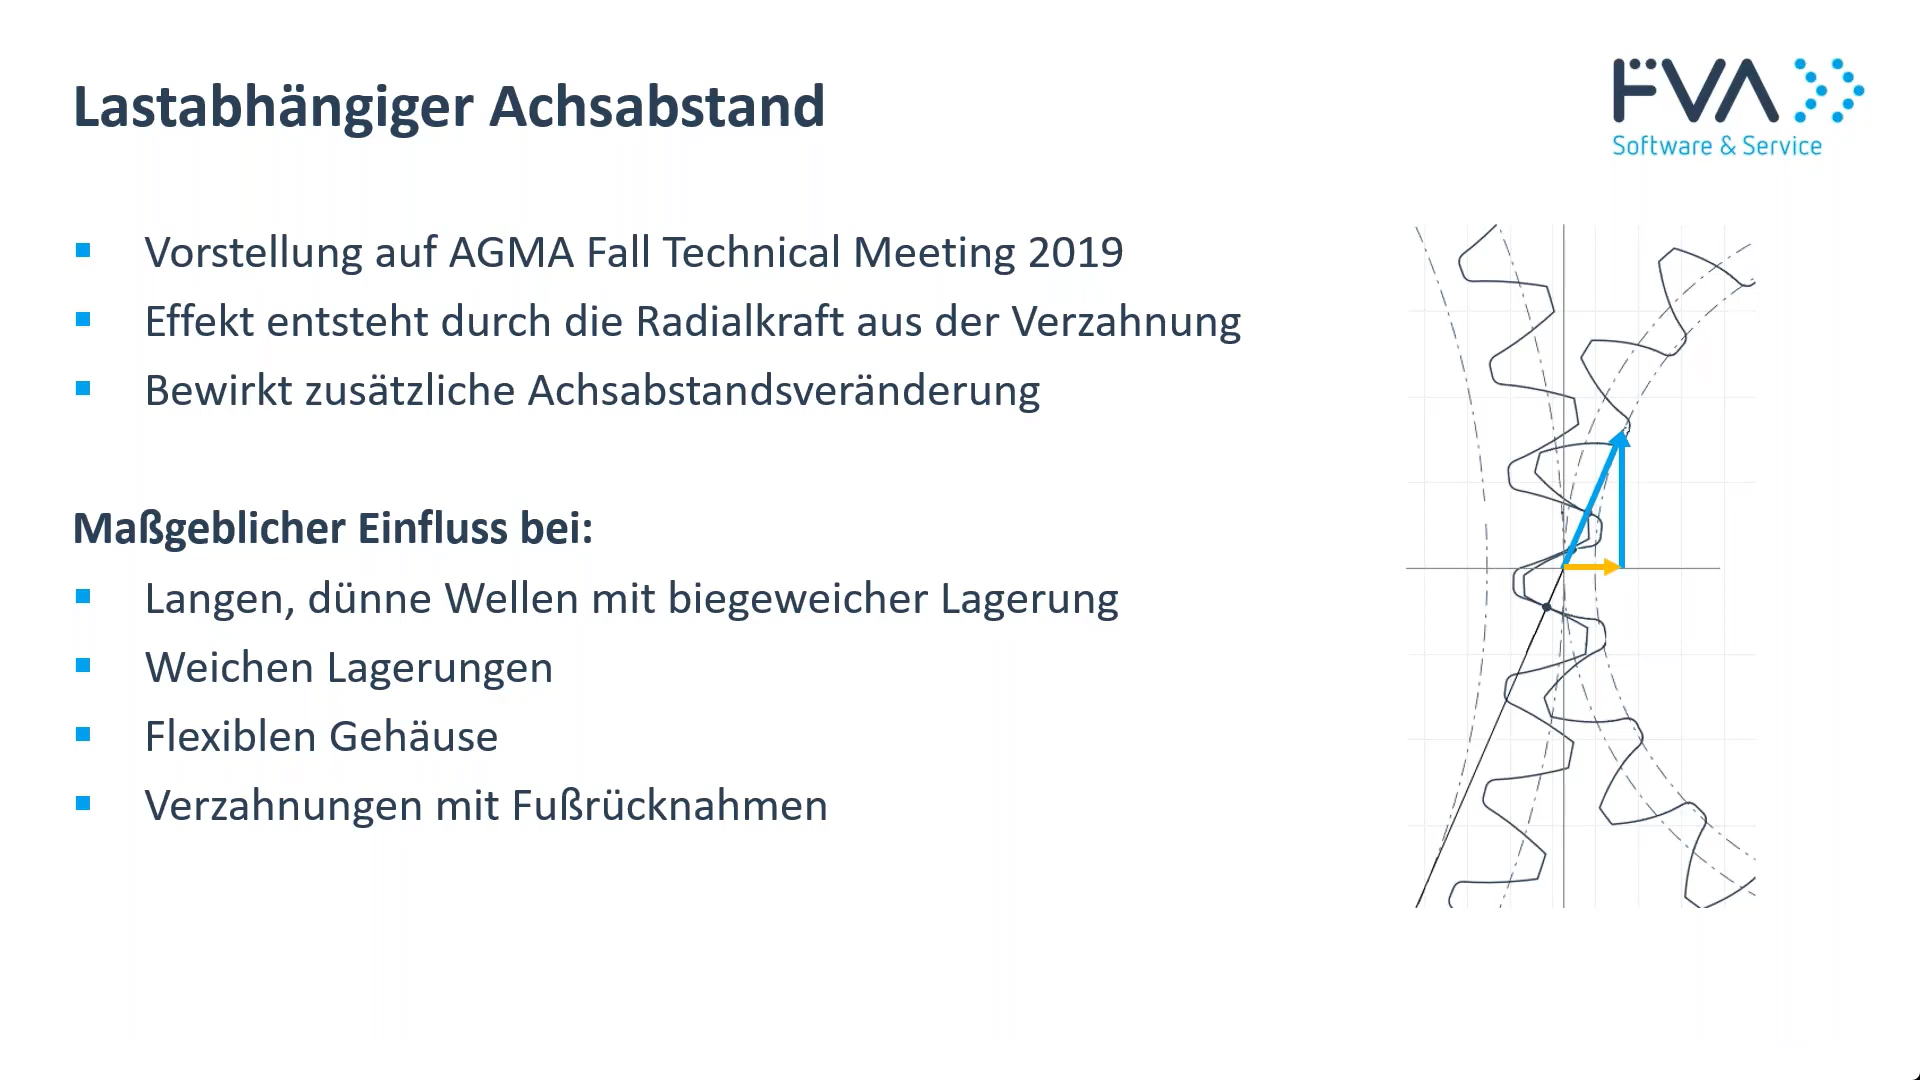 Lastabhängiger Achsabstand
FVA
Software & Service
Vorstellung auf AGMA Fall Technical Meeting 2019
Effekt entsteht durch die Radialkraft aus der Verzahnung
Bewirkt zusätzliche Achsabstandsveränderung
Maßgeblicher Einfluss bei:
Langen, dünne Wellen mit biegeweicher Lagerung
Weichen Lagerungen
Flexiblen Gehäuse
Verzahnungen mit Fußrücknahmen